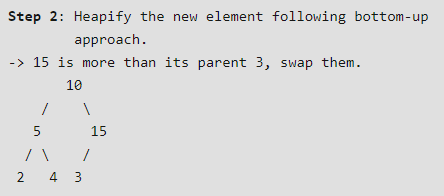 Step 2: Heapify the new element following bottom-up
approach.
-> 15 is more than its parent 3, swap them.
10
/ \
5 15
/ \ /
2 4 3